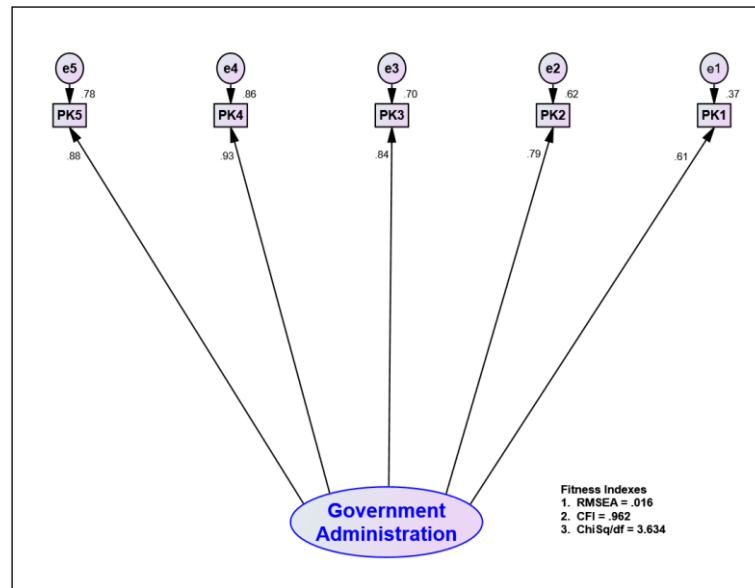 e5 e4 e3 e2 e1
.78 .86 .70 .62 .37
PK5 PK4 PK3 PK2 PK1
.88 .93 .84 .79 .61
Government
Administration
Fitness Indexes
1. RMSEA = .016
2. CFI = .962
3. ChiSq/df = 3.634